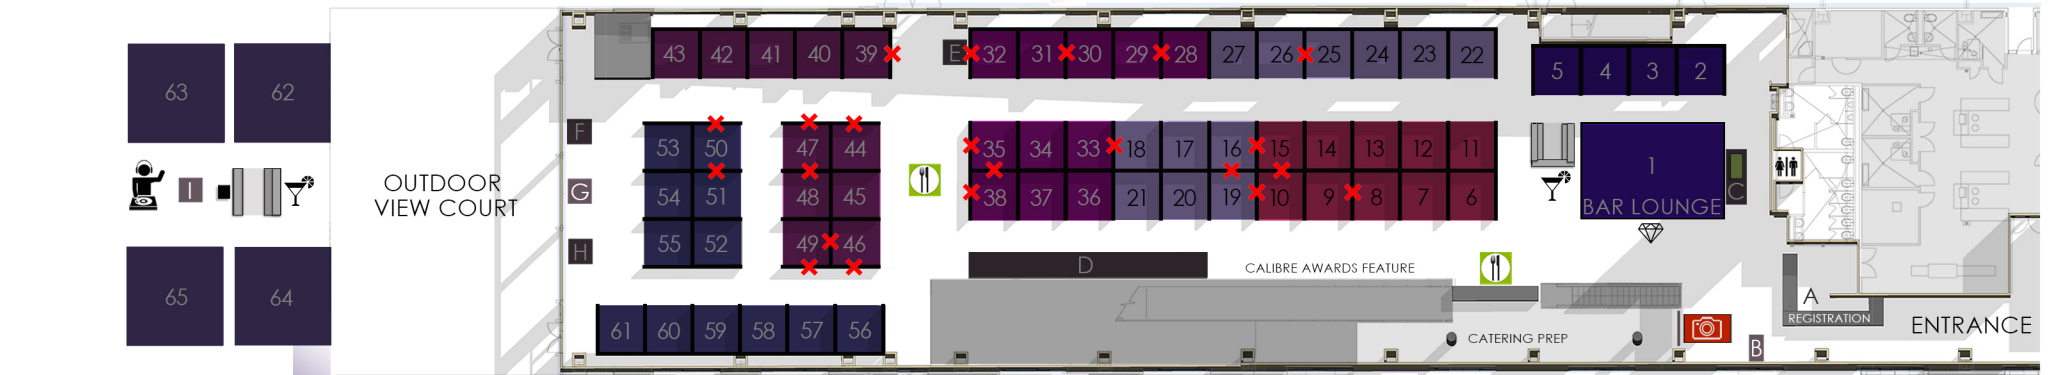 43 42 41 40 39 E 32 31 30 29 28 27 26 25 24 23 22
5 4 3 2
63 62
F 53 50 47 44 35 34 33 18 17 16 15 14 13 12 11
1
BAR LOUNGE
C
I
OUTDOOR
VIEW COURT
G 54 51 48 45 38 37 36 21 20 19 10 9 8 7 6
H 55 52 49 46
D
CALIBRE AWARDS FEATURE
65 64
61 60 59 58 57 56
CATERING PREP
A
REGISTRATION
ENTRANCE
B